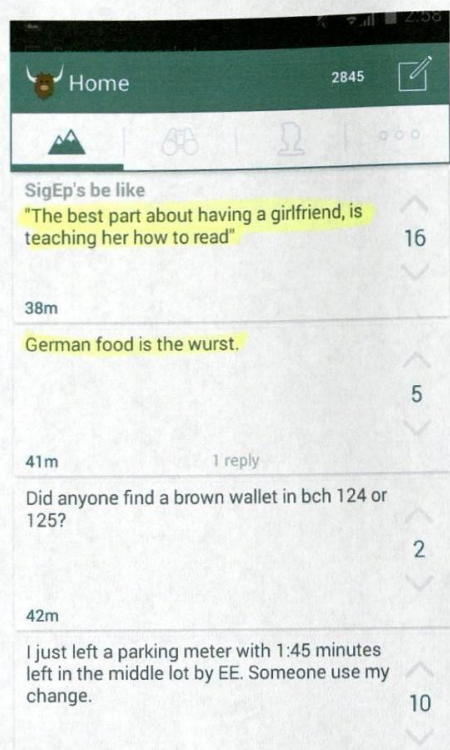 2:58
Home
2845
SigEp's be like
"The best part about having a girlfriend, is
teaching her how to read"
16
38m
German food is the wurst.
5
41m
1 reply
Did anyone find a brown wallet in bch 124 or
125?
2
42m
I just left a parking meter with 1:45 minutes
left in the middle lot by EE. Someone use my
change.
10